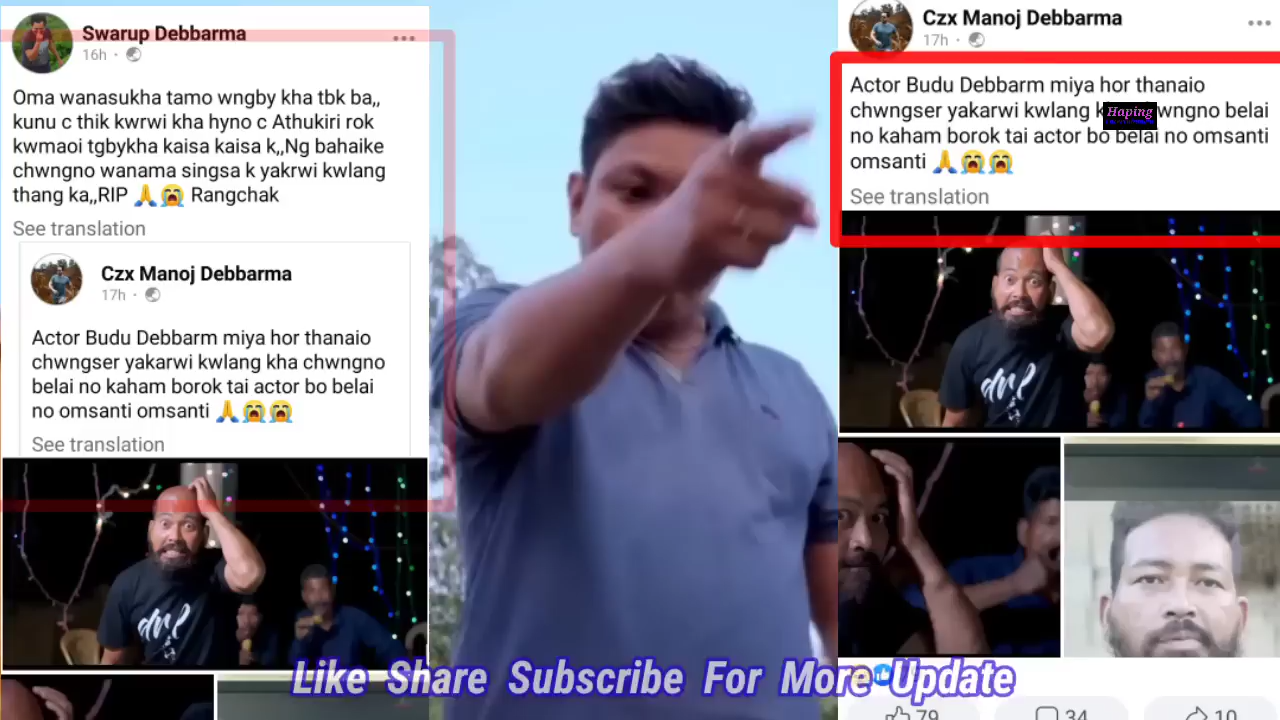 Swarup Debbarma
16h
Oma wanasukha tamo wngby kha tbk ba,,
kunu c thik kwrwi kha hyno c Athukiri rok
kwmaoi tgbykha kaisa kaisa k,,Ng bahaike
chwngno wanama singsa k yakrwi kwlang
thang ka,,RIP 🙏😭 Rangchak
See translation
Czx Manoj Debbarma
17h
Actor Budu Debbarm miya hor thanaio
chwngser yakarwi kwlang kha chwngno
belai no kaham borok tai actor bo belai
no omsanti omsanti 🙏😭😭
See translation
Czx Manoj Debbarma
17h
Actor Budu Debbarm miya hor thanaio
chwngser yakarwi kwlang k Haping wngno belai
no kaham borok tai actor bo belai no omsanti
omsanti 🙏😭😭
See translation
Like Share Subscribe For More Update
79 34 10